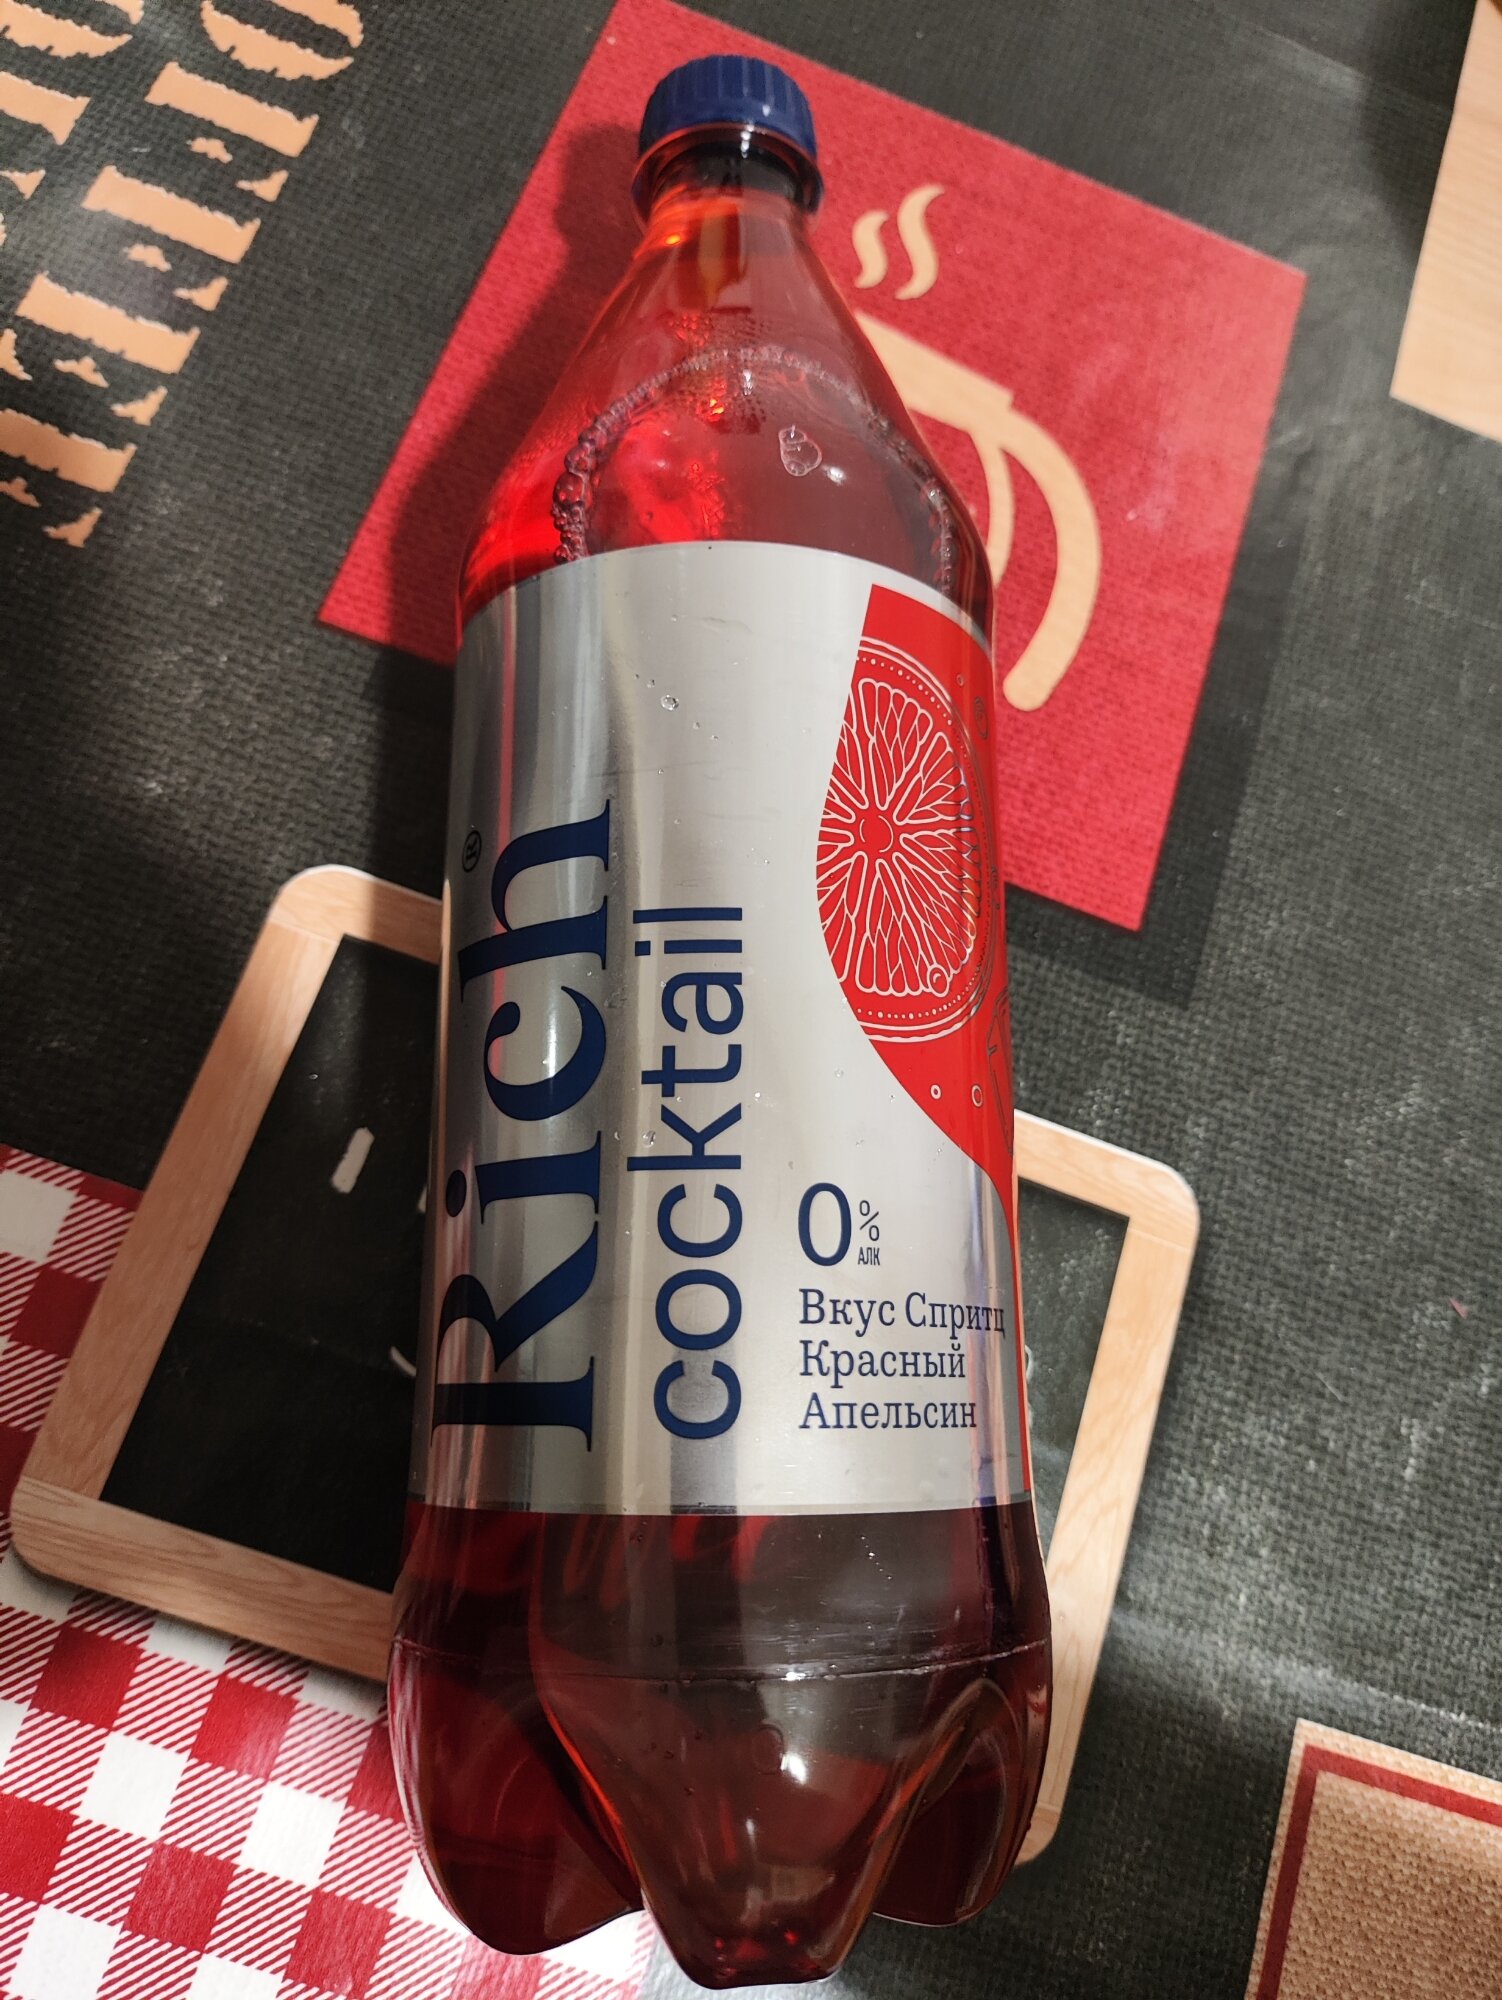 Rich®
cocktail
0%
АЛК
Вкус Спритц
Красный
Апельсин